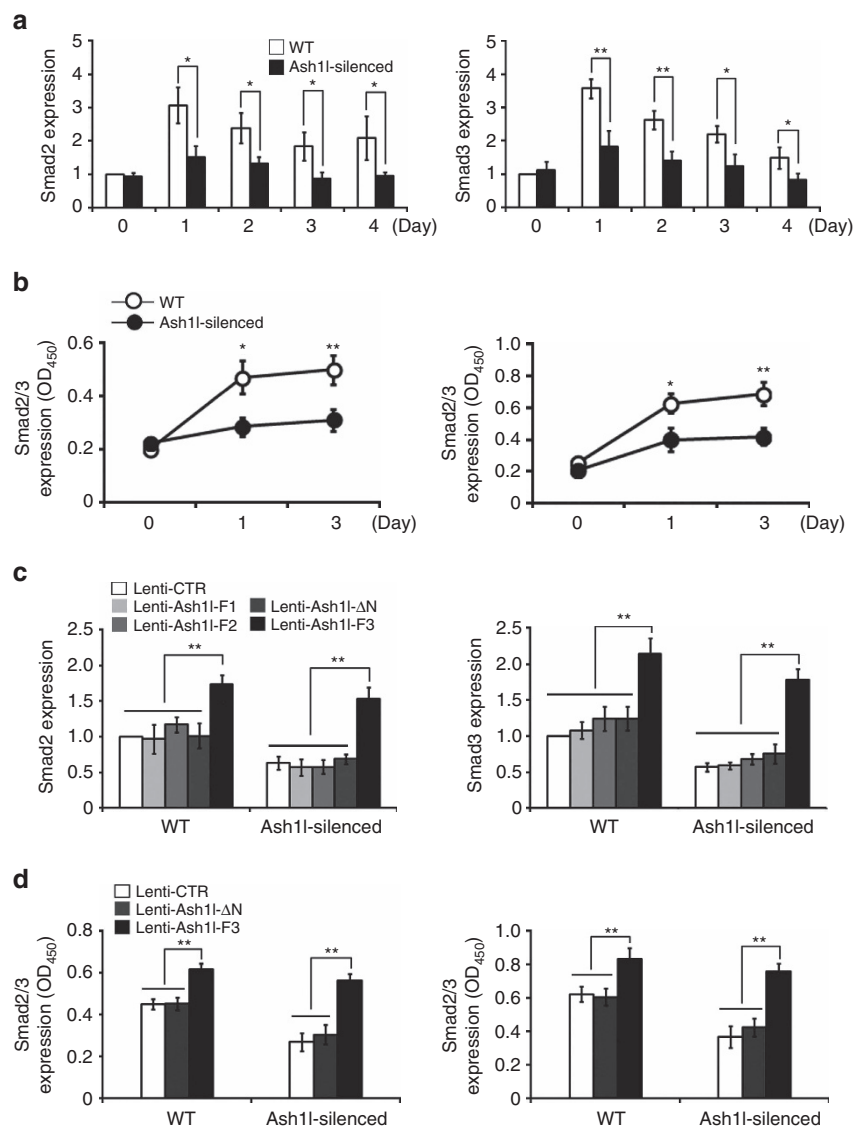 a
WT
Ash1l-silenced
Smad2 expression
5
4
3
2
1
0
*
*
*
*
0 1 2 3 4 (Day)
Smad3 expression
5
4
3
2
1
0
**
**
*
*
0 1 2 3 4 (Day)
b
WT
Ash1l-silenced
Smad2/3
expression (OD450)
0.6
0.4
0.2
0
*
**
0 1 3 (Day)
Smad2/3
expression (OD450)
1.0
0.8
0.6
0.4
0.2
0
*
**
0 1 3 (Day)
c
Lenti-CTR
Lenti-Ash1l-F1
Lenti-Ash1l-F2
Lenti-Ash1l-ΔN
Lenti-Ash1l-F3
Smad2 expression
2.5
2.0
1.5
1.0
0.5
0
**
**
WT Ash1l-silenced
Smad3 expression
2.5
2.0
1.5
1.0
0.5
0
**
**
WT Ash1l-silenced
d
Lenti-CTR
Lenti-Ash1l-ΔN
Lenti-Ash1l-F3
Smad2/3
expression (OD450)
0.8
0.6
0.4
0.2
0
**
**
WT Ash1l-silenced
Smad2/3
expression (OD450)
1.0
0.8
0.6
0.4
0.2
0
**
**
WT Ash1l-silenced